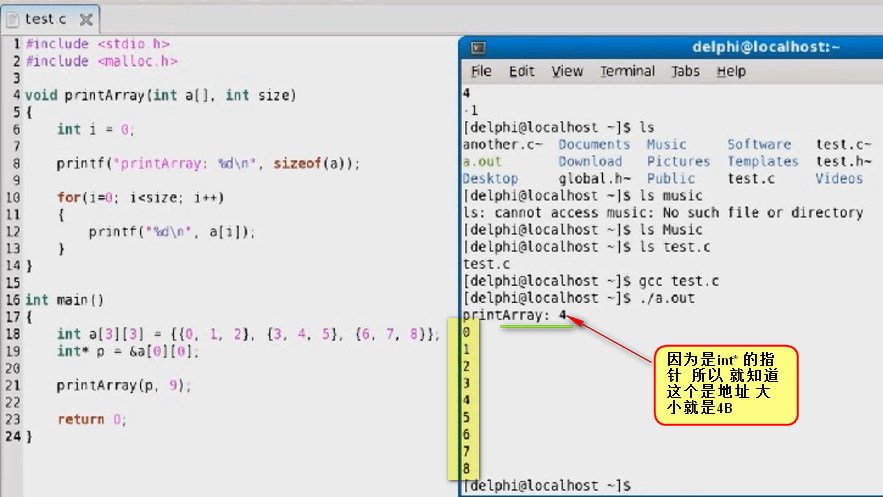 test.c
1 #include <stdio.h>
2 #include <malloc.h>
3
4 void printArray(int a[], int size)
5 {
6     int i = 0;
7
8     printf("printArray: %d\n", sizeof(a));
9
10     for(i=0; i<size; i++)
11     {
12         printf("%d\n", a[i]);
13     }
14 }
15
16 int main()
17 {
18     int a[3][3] = {{0, 1, 2}, {3, 4, 5}, {6, 7, 8}};
19     int* p = &a[0][0];
20
21     printArray(p, 9);
22
23     return 0;
24 }
delphi@localhost:~
File Edit View Terminal Tabs Help
4
-1
[delphi@localhost ~]$ ls
another.c~ Documents Music Software test.c~
a.out Download Pictures Templates test.h~
Desktop global.h~ Public test.c Videos
[delphi@localhost ~]$ ls music
ls: cannot access music: No such file or directory
[delphi@localhost ~]$ ls Music
[delphi@localhost ~]$ ls test.c
test.c
[delphi@localhost ~]$ gcc test.c
[delphi@localhost ~]$ ./a.out
printArray: 4
0
1
2
3
4
5
6
7
8
[delphi@localhost ~]$
因为是int* 的指
针 所以 就知道
这个是地址 大
小就是4B